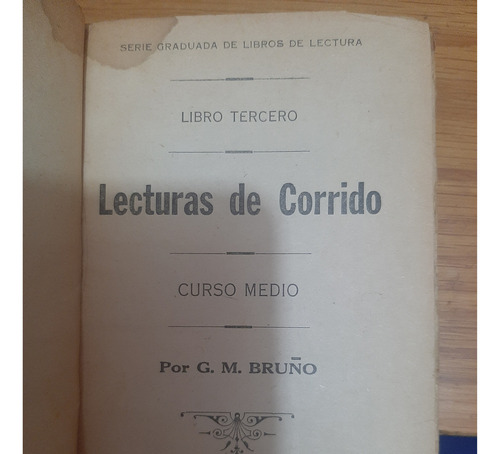 SERIE GRADUADA DE LIBROS DE LECTURA
LIBRO TERCERO
Lecturas de Corrido
CURSO MEDIO
Por G. M. BRUÑO